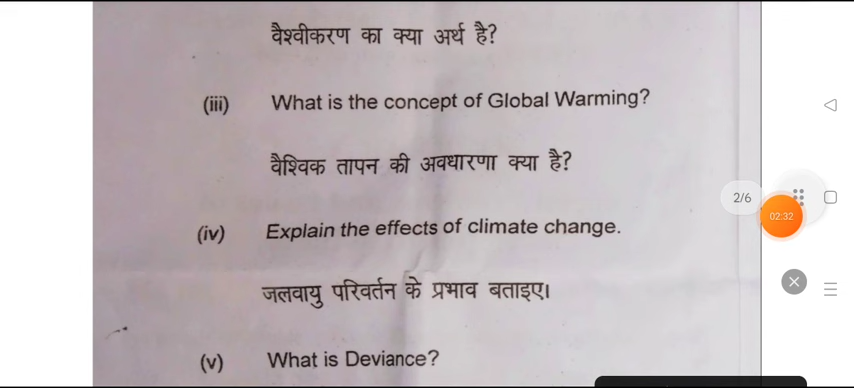 वैश्वीकरण का क्या अर्थ है?
(iii) What is the concept of Global Warming?
वैश्विक तापन की अवधारणा क्या है?
2/6
02:32
(iv) Explain the effects of climate change.
जलवायु परिवर्तन के प्रभाव बताइए।
(v) What is Deviance?